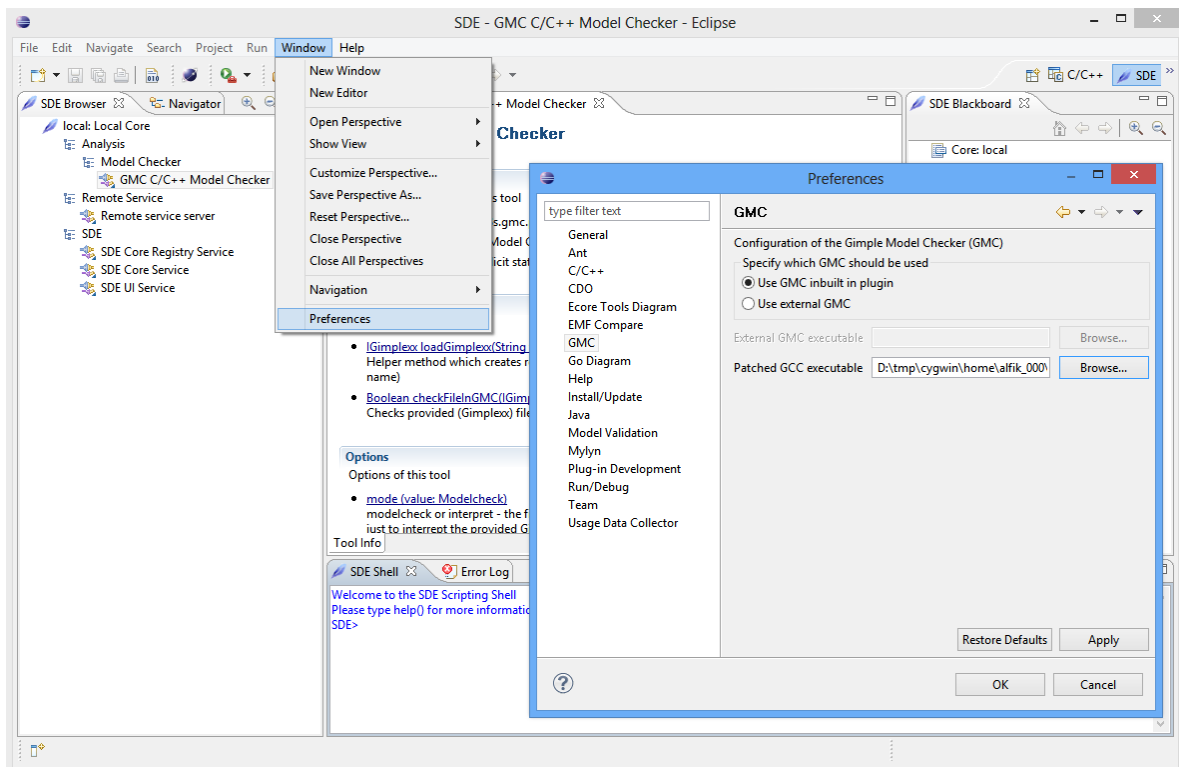 SDE - GMC C/C++ Model Checker - Eclipse
File Edit Navigate Search Project Run Window Help
C/C++ SDE
SDE Browser Navigator
local: Local Core
Analysis
Model Checker
GMC C/C++ Model Checker
Remote Service
Remote service server
SDE
SDE Core Registry Service
SDE Core Service
SDE UI Service
New Window
New Editor
Open Perspective
Show View
Customize Perspective...
Save Perspective As...
Reset Perspective...
Close Perspective
Close All Perspectives
Navigation
Preferences
+ Model Checker
Checker
s tool
s.gmc.
Model C
icit stat
IGimplexx loadGimplexx(String
Helper method which creates r
name)
Boolean checkFileInGMC(IGimp
Checks provided (Gimplexx) file
Options
Options of this tool
mode (value: Modelcheck)
modelcheck or interpret - the f
just to interrept the provided G
Tool Info
SDE Shell Error Log
Welcome to the SDE Scripting Shell
Please type help() for more informatio
SDE>
SDE Blackboard
Core: local
Preferences
type filter text
General
Ant
C/C++
CDO
Ecore Tools Diagram
EMF Compare
GMC
Go Diagram
Help
Install/Update
Java
Model Validation
Mylyn
Plug-in Development
Run/Debug
Team
Usage Data Collector
GMC
Configuration of the Gimple Model Checker (GMC)
Specify which GMC should be used
Use GMC inbuilt in plugin
Use external GMC
External GMC executable Browse...
Patched GCC executable D:\tmp\cygwin\home\alfik_000\ Browse...
Restore Defaults Apply
OK Cancel